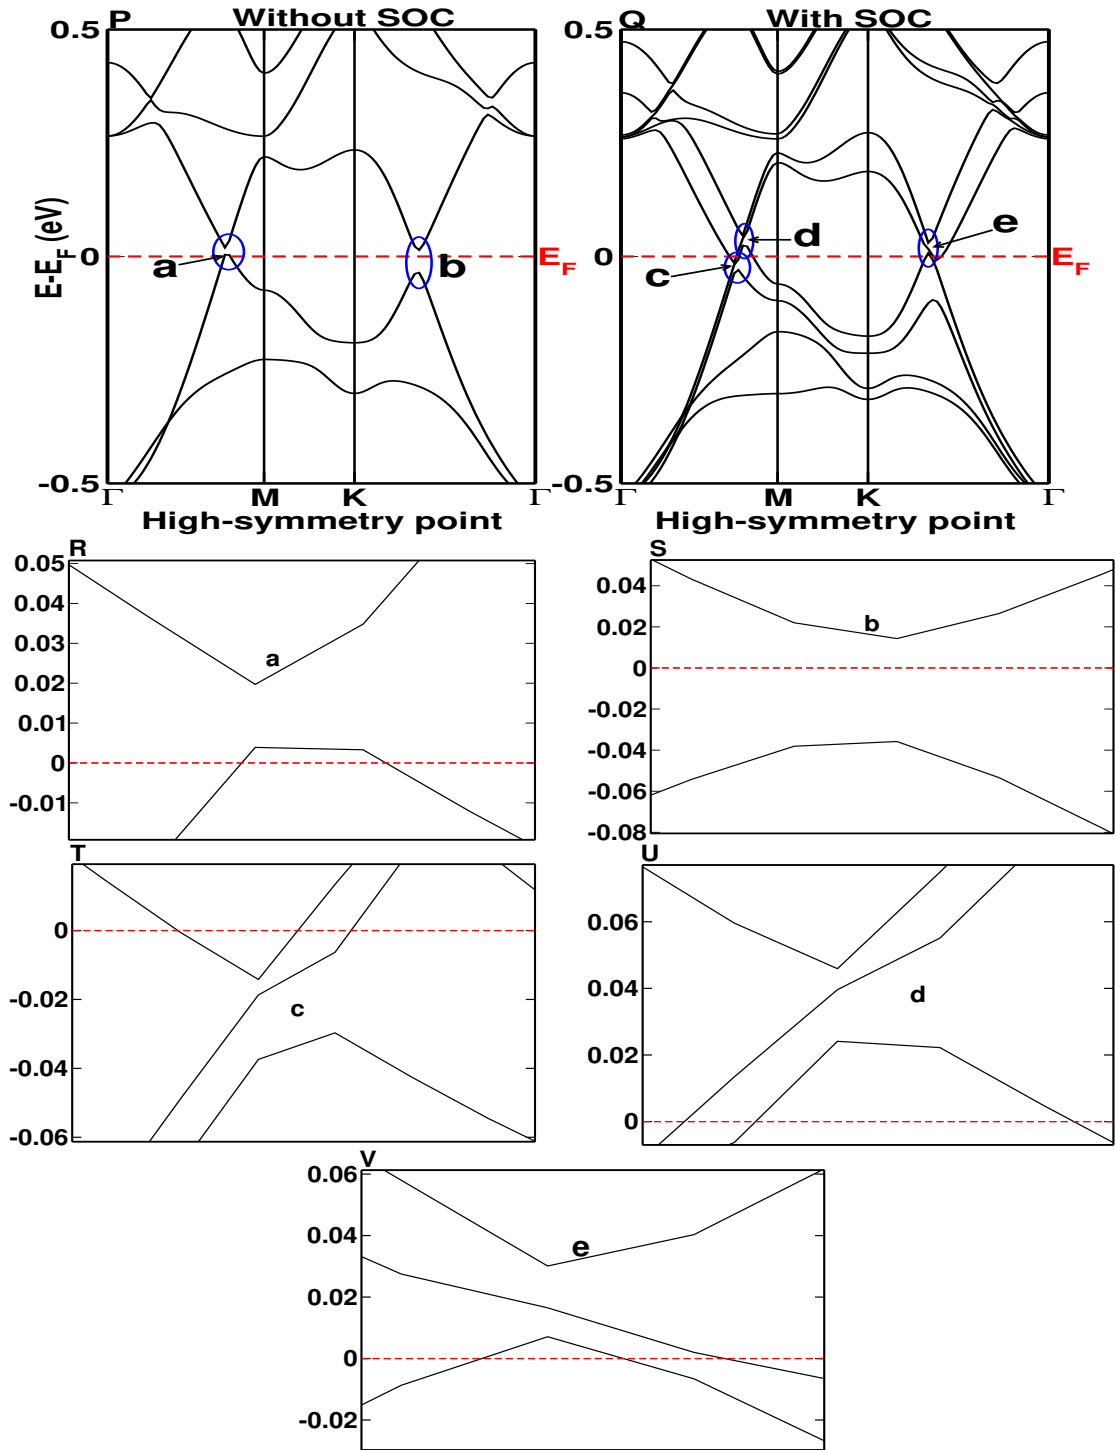 P Without SOC
Q With SOC
0.5
0.5
E-E_F (eV)
0
0
a
b
c
d
e
E_F
E_F
-0.5
-0.5
Γ M K Γ
Γ M K Γ
High-symmetry point
High-symmetry point
R
0.05
0.04
0.03
0.02
0.01
0
-0.01
a
S
0.04
0.02
0
-0.02
-0.04
-0.06
-0.08
b
T
0
-0.02
-0.04
-0.06
c
U
0.06
0.04
0.02
0
d
V
0.06
0.04
0.02
0
-0.02
e